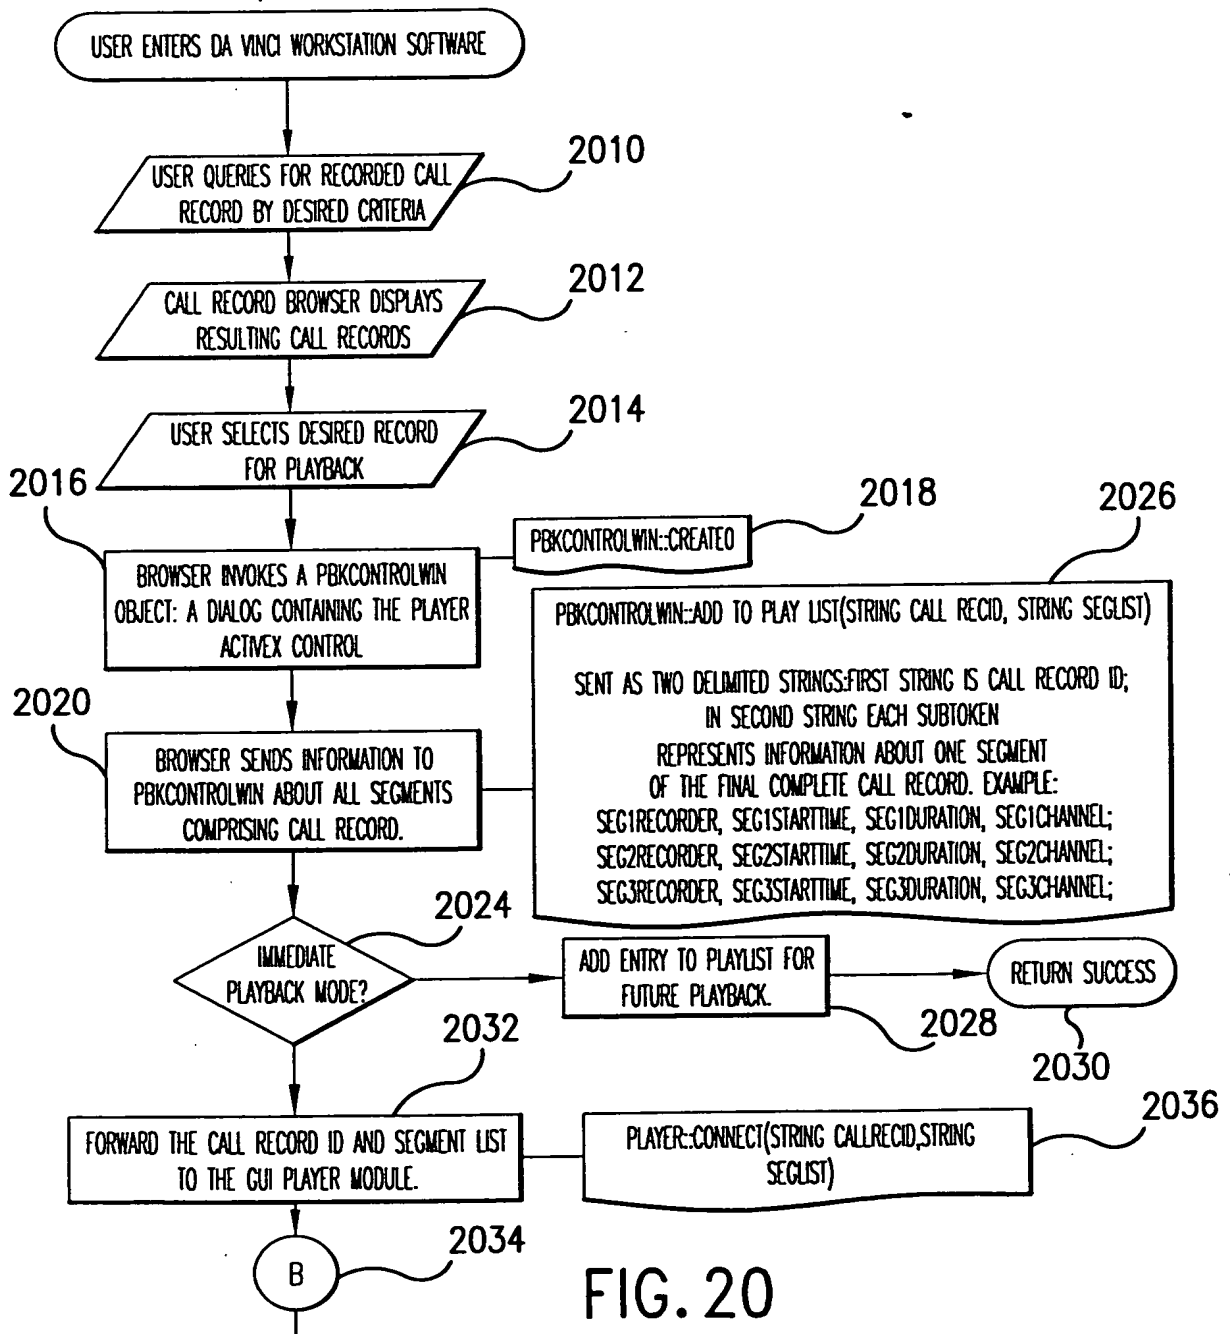 USER ENTERS DA VINCI WORKSTATION SOFTWARE
2010
USER QUERIES FOR RECORDED CALL
RECORD BY DESIRED CRITERIA
2012
CALL RECORD BROWSER DISPLAYS
RESULTING CALL RECORDS
2014
USER SELECTS DESIRED RECORD
FOR PLAYBACK
2016
BROWSER INVOKES A PBKCONTROLWIN
OBJECT: A DIALOG CONTAINING THE PLAYER
ACTIVEX CONTROL
2018
PBKCONTROLWIN::CREATE()
2026
PBKCONTROLWIN::ADD TO PLAY LIST(STRING CALL RECID, STRING SEGLIST)
SENT AS TWO DELIMITED STRINGS:FIRST STRING IS CALL RECORD ID;
IN SECOND STRING EACH SUBTOKEN
REPRESENTS INFORMATION ABOUT ONE SEGMENT
OF THE FINAL COMPLETE CALL RECORD. EXAMPLE:
SEG1RECORDER, SEG1STARTTIME, SEG1DURATION, SEG1CHANNEL;
SEG2RECORDER, SEG2STARTTIME, SEG2DURATION, SEG2CHANNEL;
SEG3RECORDER, SEG3STARTTIME, SEG3DURATION, SEG3CHANNEL;
2020
BROWSER SENDS INFORMATION TO
PBKCONTROLWIN ABOUT ALL SEGMENTS
COMPRISING CALL RECORD.
2024
IMMEDIATE
PLAYBACK MODE?
ADD ENTRY TO PLAYLIST FOR
FUTURE PLAYBACK.
2028
RETURN SUCCESS
2030
2032
FORWARD THE CALL RECORD ID AND SEGMENT LIST
TO THE GUI PLAYER MODULE.
2036
PLAYER::CONNECT(STRING CALLRECID,STRING
SEGLIST)
B
2034
FIG. 20